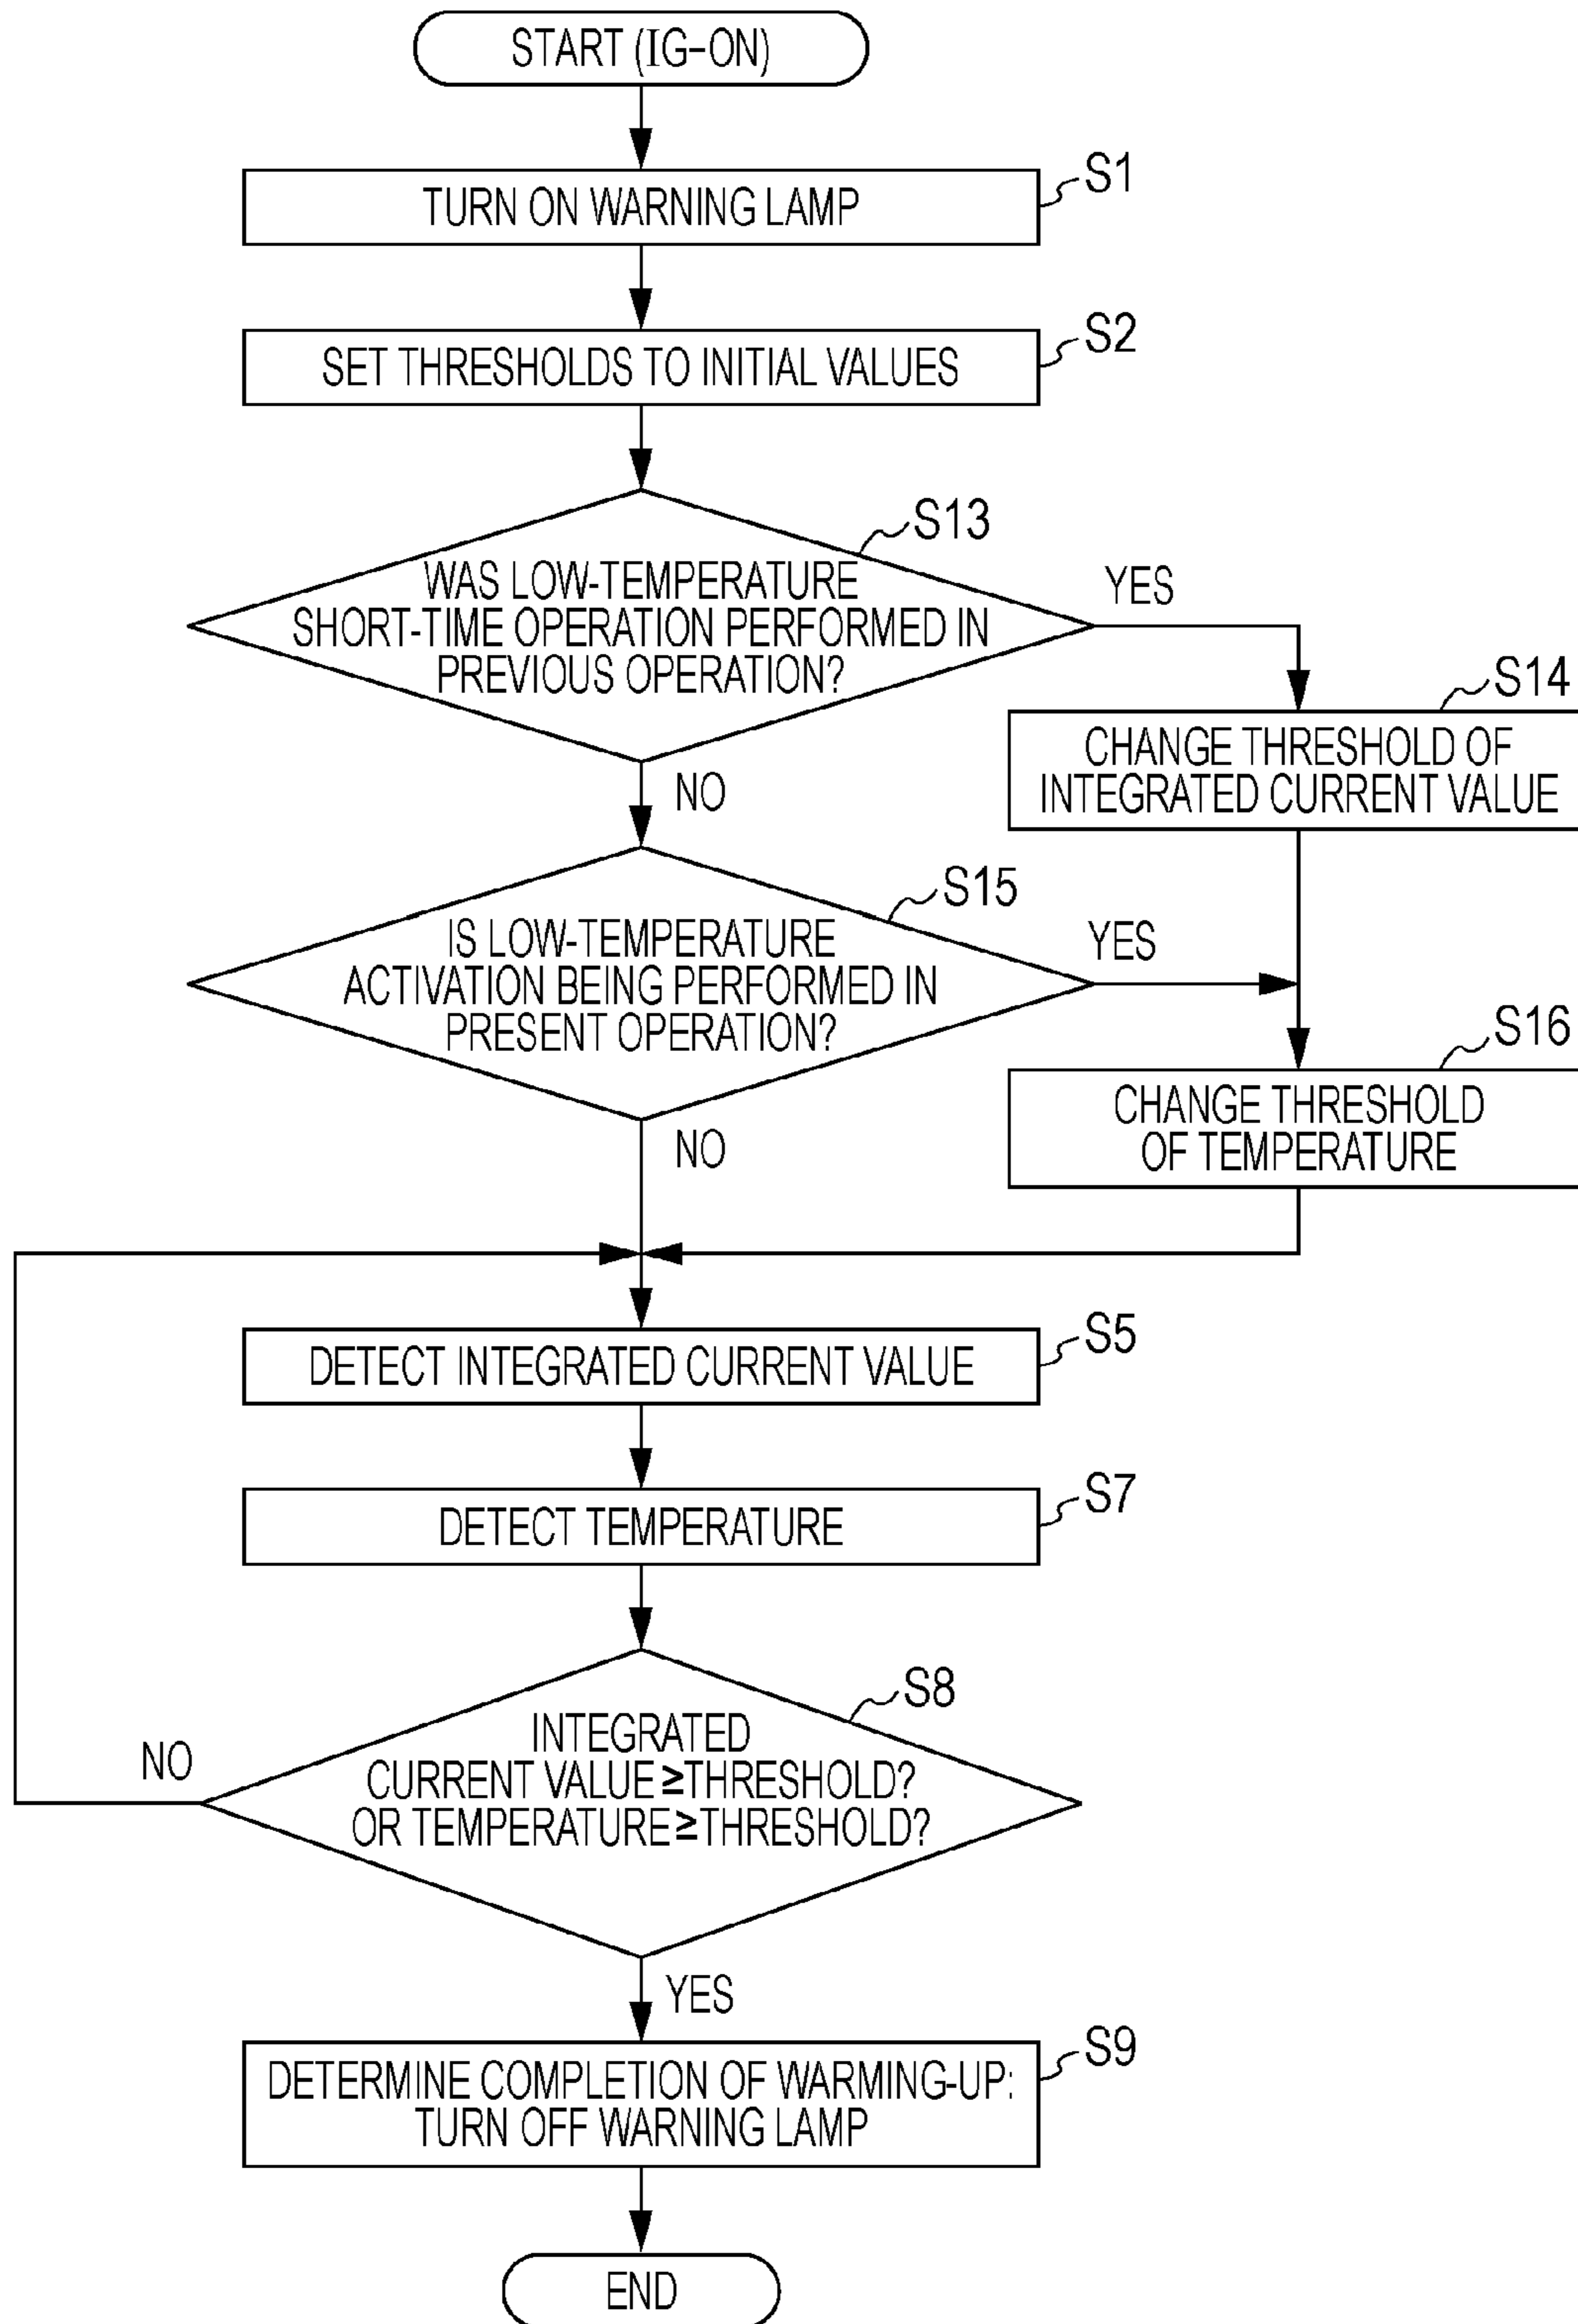 START (IG-ON)
TURN ON WARNING LAMP
S1
SET THRESHOLDS TO INITIAL VALUES
S2
S13
WAS LOW-TEMPERATURE
SHORT-TIME OPERATION PERFORMED IN
PREVIOUS OPERATION?
YES
NO
S14
CHANGE THRESHOLD OF
INTEGRATED CURRENT VALUE
S15
IS LOW-TEMPERATURE
ACTIVATION BEING PERFORMED IN
PRESENT OPERATION?
YES
NO
S16
CHANGE THRESHOLD
OF TEMPERATURE
DETECT INTEGRATED CURRENT VALUE
S5
DETECT TEMPERATURE
S7
S8
INTEGRATED
CURRENT VALUE≥THRESHOLD?
OR TEMPERATURE≥THRESHOLD?
NO
YES
DETERMINE COMPLETION OF WARMING-UP:
TURN OFF WARNING LAMP
S9
END